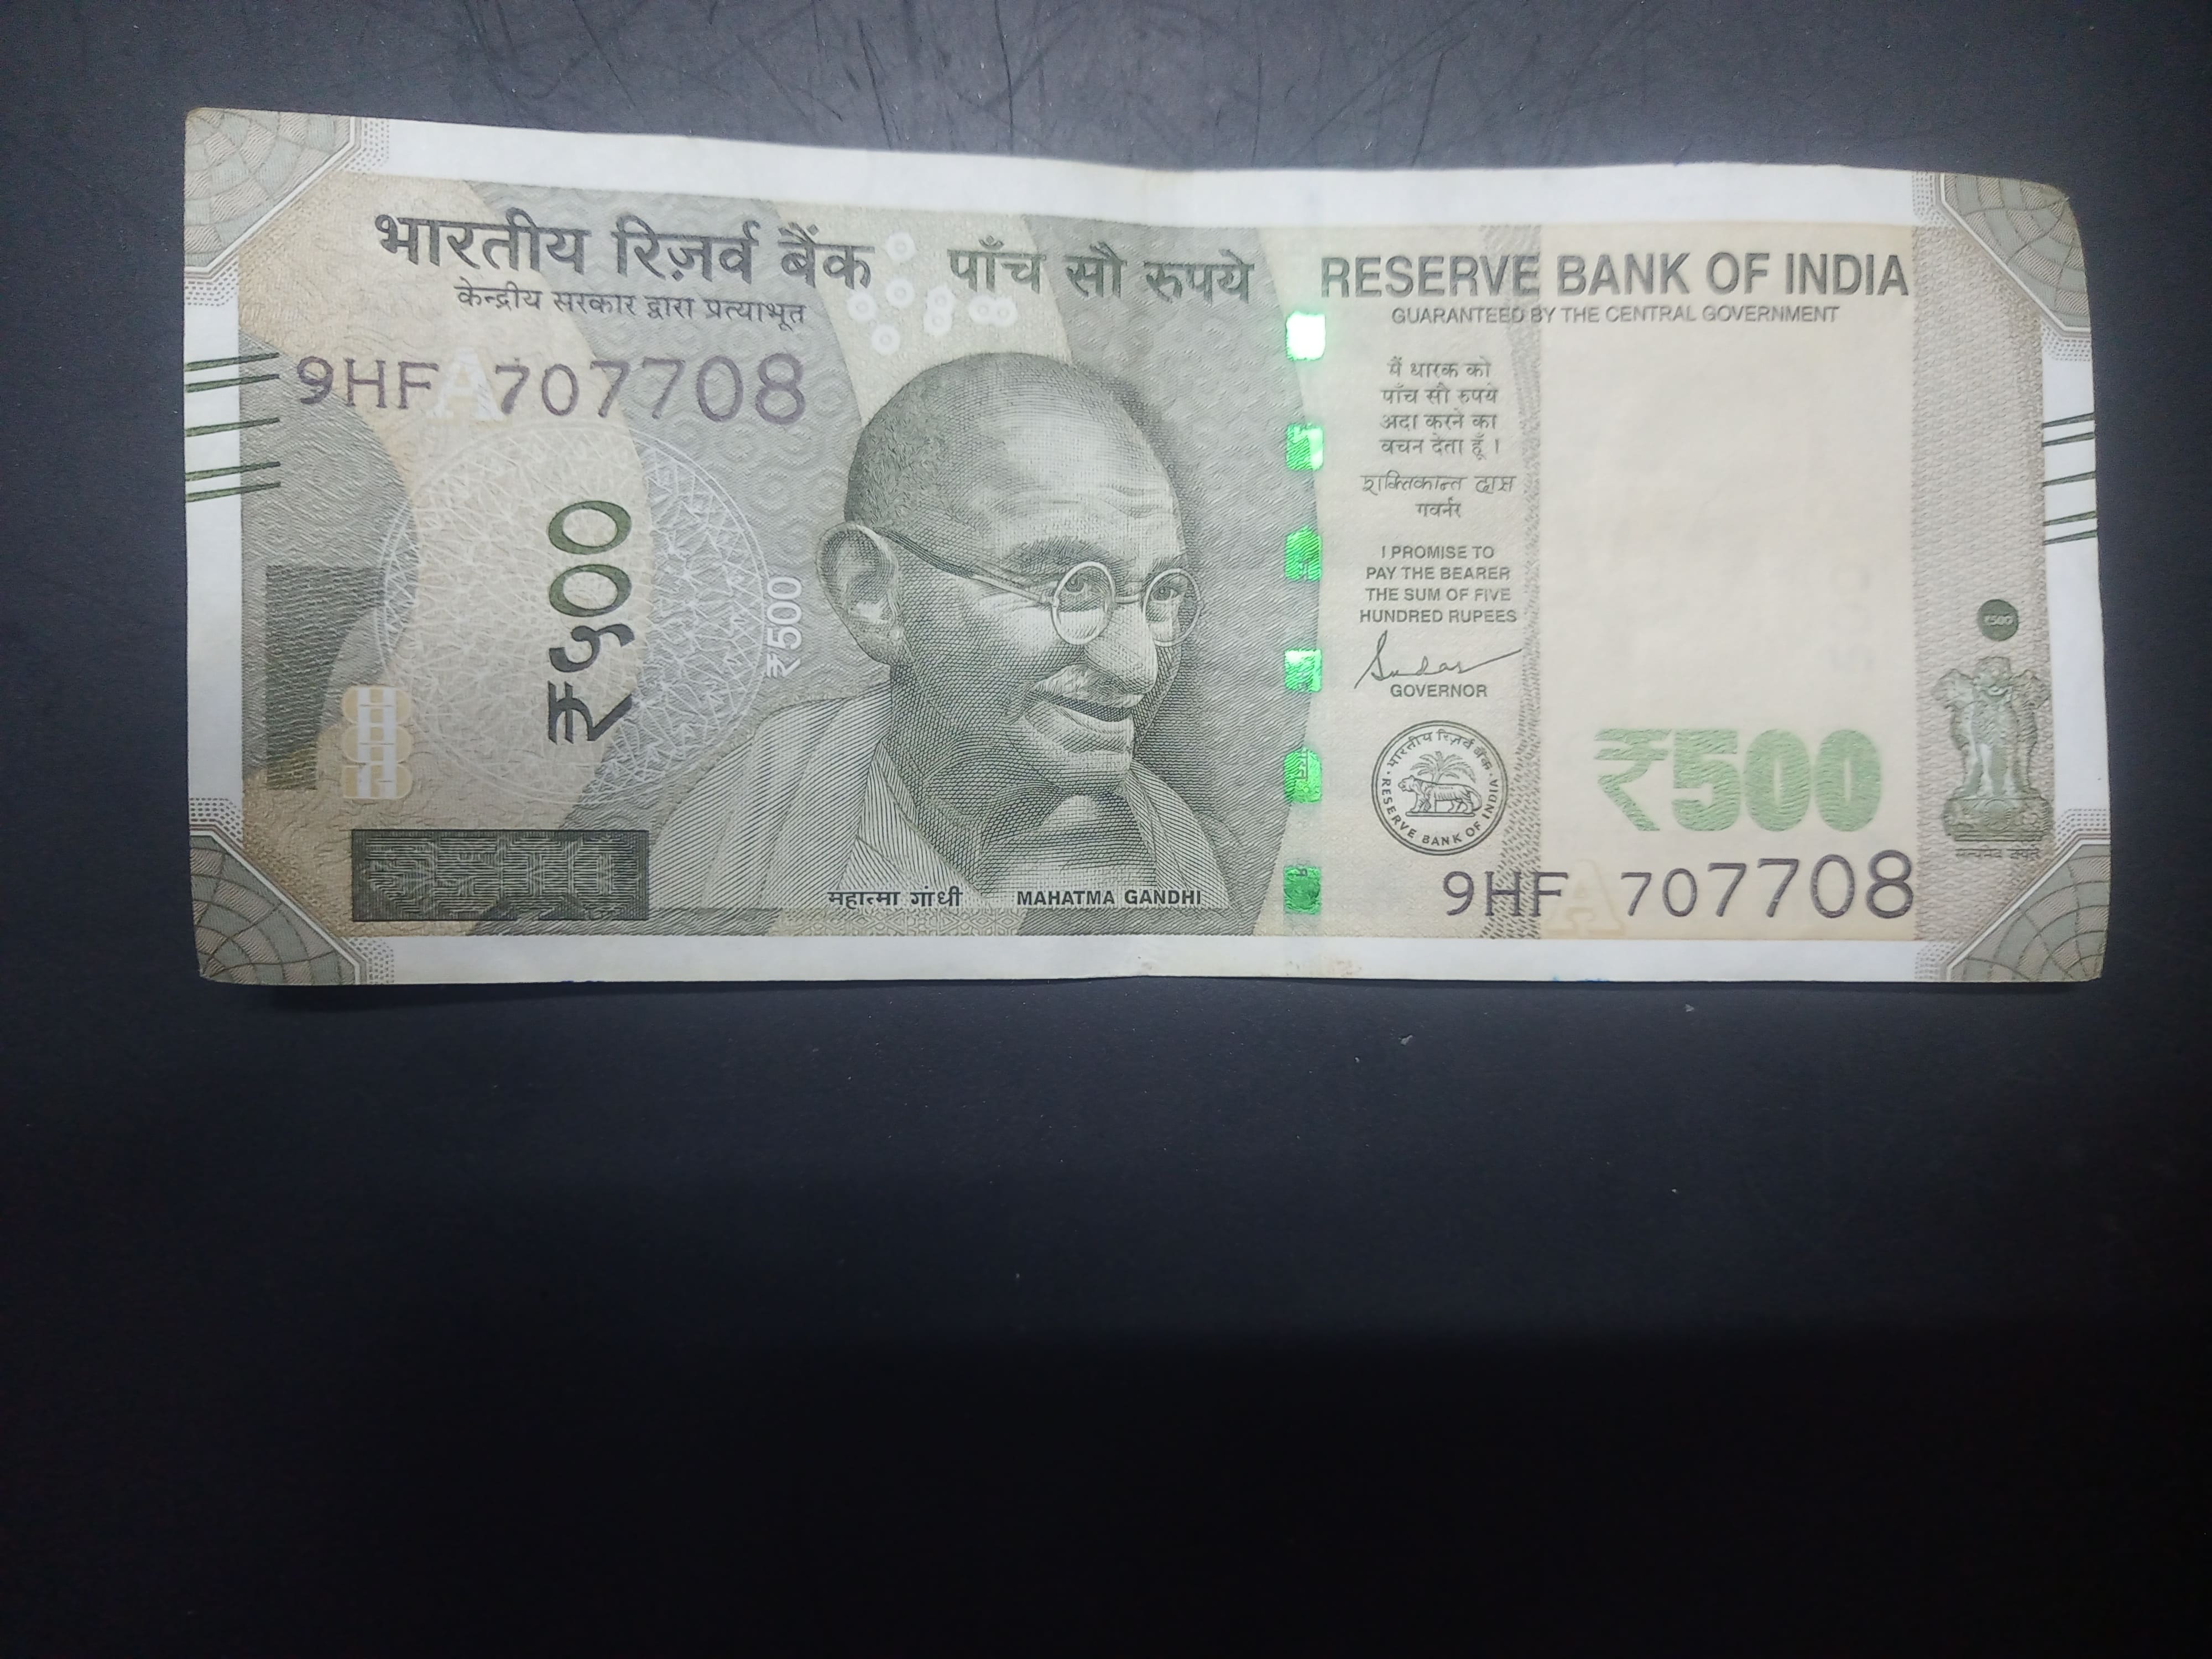 भारतीय रिज़र्व बैंक
केन्द्रीय सरकार द्वारा प्रत्याभूत
पाँच सौ रुपये
RESERVE BANK OF INDIA
GUARANTEED BY THE CENTRAL GOVERNMENT
9HF A 707708
₹५००
₹500
मैं धारक को
पाँच सौ रुपये
अदा करने का
वचन देता हूँ ।
शक्तिकान्त दास
गवर्नर
I PROMISE TO
PAY THE BEARER
THE SUM OF FIVE
HUNDRED RUPEES
GOVERNOR
भारतीय रिज़र्व बैंक
RESERVE BANK OF INDIA
₹500
₹500
सत्यमेव जयते
महात्मा गांधी MAHATMA GANDHI
9HF A 707708